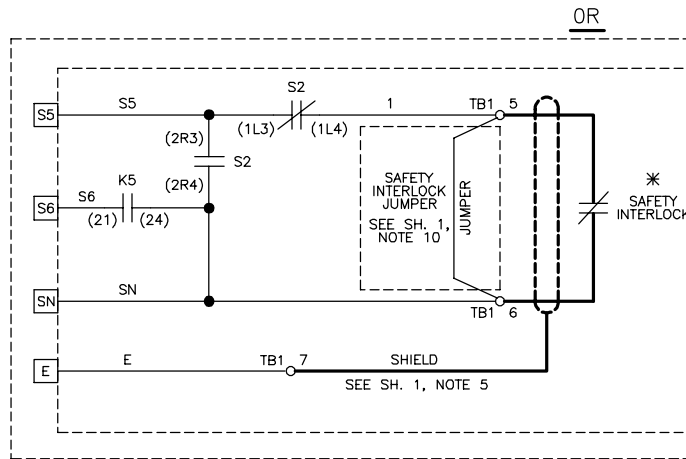 OR
S5 S5 S2 1 TB1 5
(1L3) (1L4)
(2R3)
S2
(2R4)
S6 S6 K5
(21) (24)
SAFETY
INTERLOCK
JUMPER
SEE SH. 1,
NOTE 10
JUMPER
*
SAFETY
INTERLOCK
SN SN
TB1 6
E E TB1 7 SHIELD
SEE SH. 1, NOTE 5